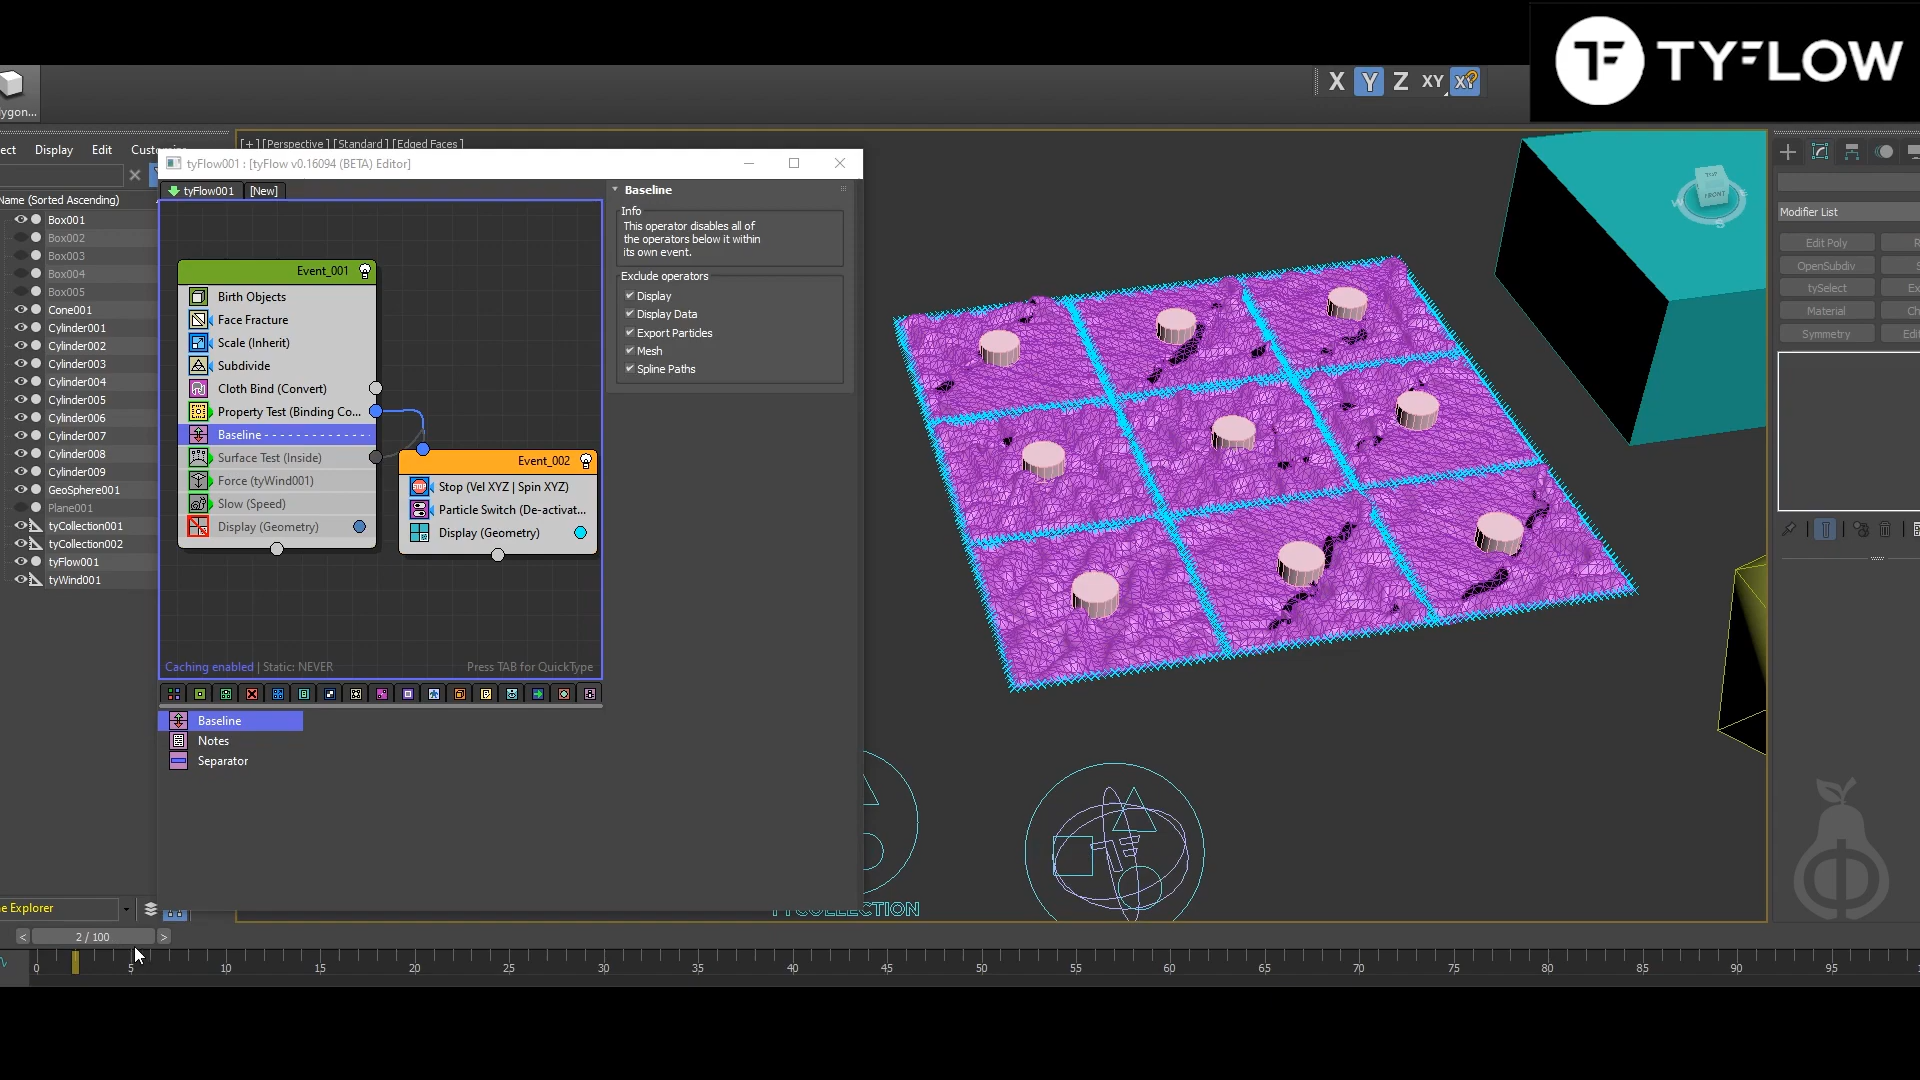 TYFLOW
X Y Z XY XY
ygon...
ect Display Edit
[+] [Perspective] [Standard] [Edged Faces]
tyFlow001 : [tyFlow v0.16094 (BETA) Editor]
tyFlow001 [New]
Name (Sorted Ascending)
Box001
Box002
Box003
Box004
Box005
Cone001
Cylinder001
Cylinder002
Cylinder003
Cylinder004
Cylinder005
Cylinder006
Cylinder007
Cylinder008
Cylinder009
GeoSphere001
Plane001
tyCollection001
tyCollection002
tyFlow001
tyWind001
Event_001
Birth Objects
Face Fracture
Scale (Inherit)
Subdivide
Cloth Bind (Convert)
Property Test (Binding Co...
Baseline - - - - - - - - - - - - - - -
Surface Test (Inside)
Force (tyWind001)
Slow (Speed)
Display (Geometry)
Event_002
Stop (Vel XYZ | Spin XYZ)
Particle Switch (De-activat...
Display (Geometry)
Caching enabled | Static: NEVER
Press TAB for QuickType
Baseline
Notes
Separator
Baseline
Info
This operator disables all of
the operators below it within
its own event.
Exclude operators
Display
Display Data
Export Particles
Mesh
Spline Paths
TOP
FRONT
W
S
Modifier List
Edit Poly
OpenSubdiv
tySelect
Material
Symmetry
TYCOLLECTION
e Explorer
< 2 / 100 >
0 5 10 15 20 25 30 35 40 45 50 55 60 65 70 75 80 85 90 95